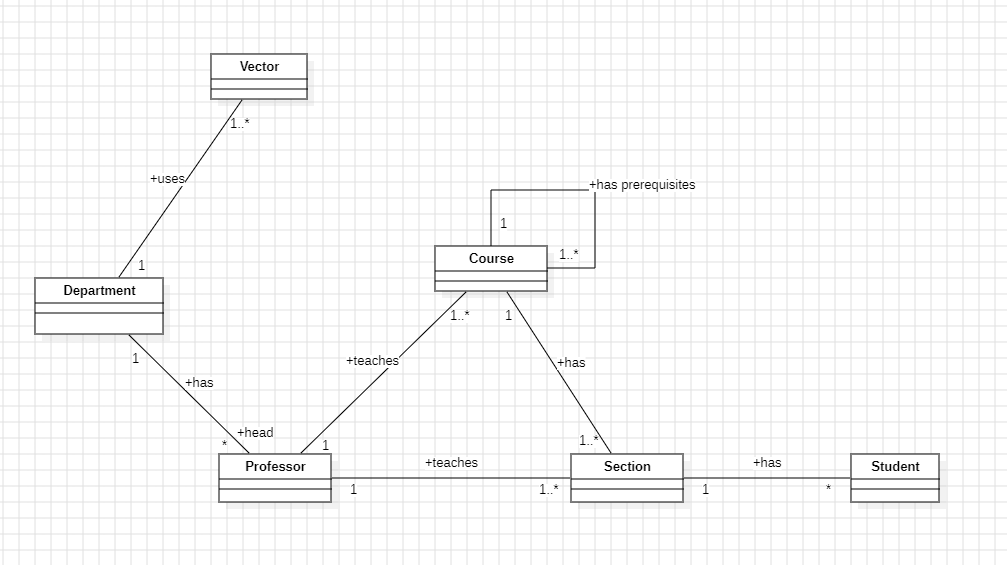 Vector
1..*
+uses
+has prerequisites
1
1..*
Course
1
Department
1..*
1
1
+teaches
+has
+has
+head
*
1
1..*
Professor
+teaches
Section
+has
Student
1
1..*
1
*